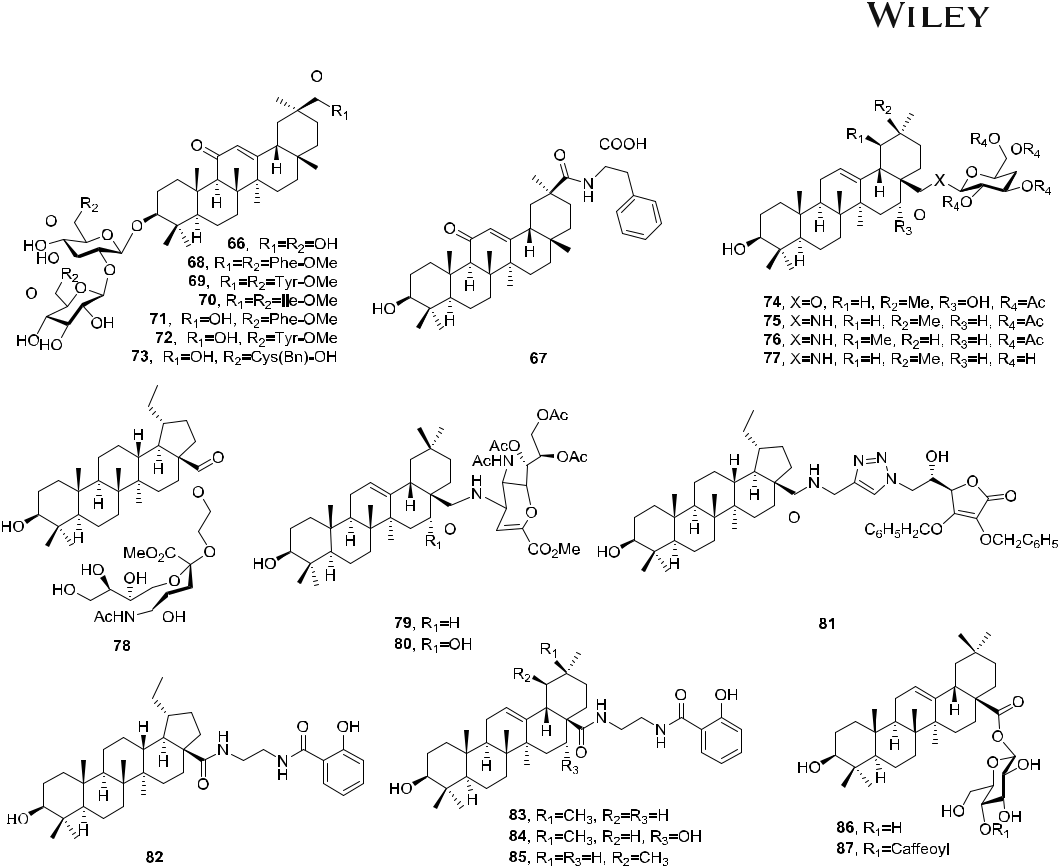 WILEY
O
R1
O
R2
O
HO
HO
O
O
H
H
O
R2
O
O
HO
HO
OH
66, R1=R2=OH
68, R1=R2=Phe-OMe
69, R1=R2=Tyr-OMe
70, R1=R2=Ile-OMe
71, R1=OH, R2=Phe-OMe
72, R1=OH, R2=Tyr-OMe
73, R1=OH, R2=Cys(Bn)-OH
COOH
O
N
H
O
H
H
H
HO
67
R2
R1
R4O
OR4
O
X
OR4
R4O
O
R3
H
H
HO
74, X=O, R1=H, R2=Me, R3=OH, R4=Ac
75, X=NH, R1=H, R2=Me, R3=H, R4=Ac
76, X=NH, R1=Me, R2=H, R3=H, R4=Ac
77, X=NH, R1=H, R2=Me, R3=H, R4=H
H
H
O
HO
H
O
O
MeO2C
HO
OH
O
HO
AcHN
OH
78
OAc
AcO
AcHN
OAc
H
N
O
O
R1
CO2Me
H
HO
H
79, R1=H
80, R1=OH
H
H
HN
N=N
N
OH
O
O
O
C6H5H2CO
OCH2C6H5
HO
H
81
H
H
H
N
O
N
H
O
OH
HO
H
82
R1
R2
H
H
N
O
N
H
O
OH
R3
HO
H
83, R1=CH3, R2=R3=H
84, R1=CH3, R2=H, R3=OH
85, R1=R3=H, R2=CH3
H
O
O
HO
H
O
OH
HO
OH
OR1
86, R1=H
87, R1=Caffeoyl